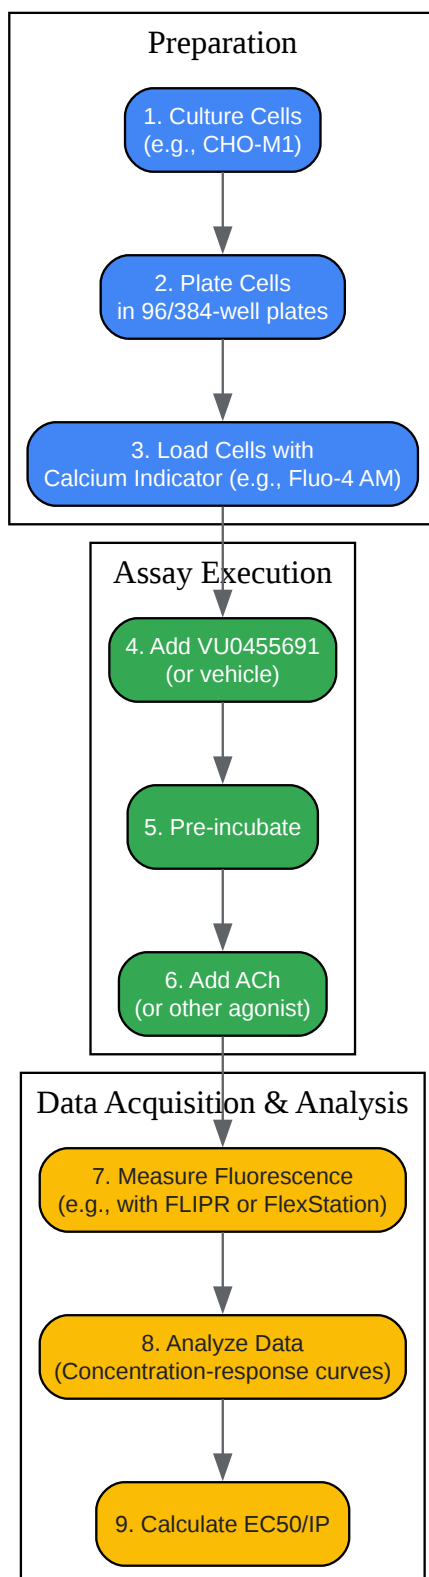 Preparation
1. Culture Cells
(e.g., CHO-M1)
2. Plate Cells
in 96/384-well plates
3. Load Cells with
Calcium Indicator (e.g., Fluo-4 AM)
Assay Execution
4. Add VU0455691
(or vehicle)
5. Pre-incubate
6. Add ACh
(or other agonist)
Data Acquisition & Analysis
7. Measure Fluorescence
(e.g., with FLIPR or FlexStation)
8. Analyze Data
(Concentration-response curves)
9. Calculate EC50/IP